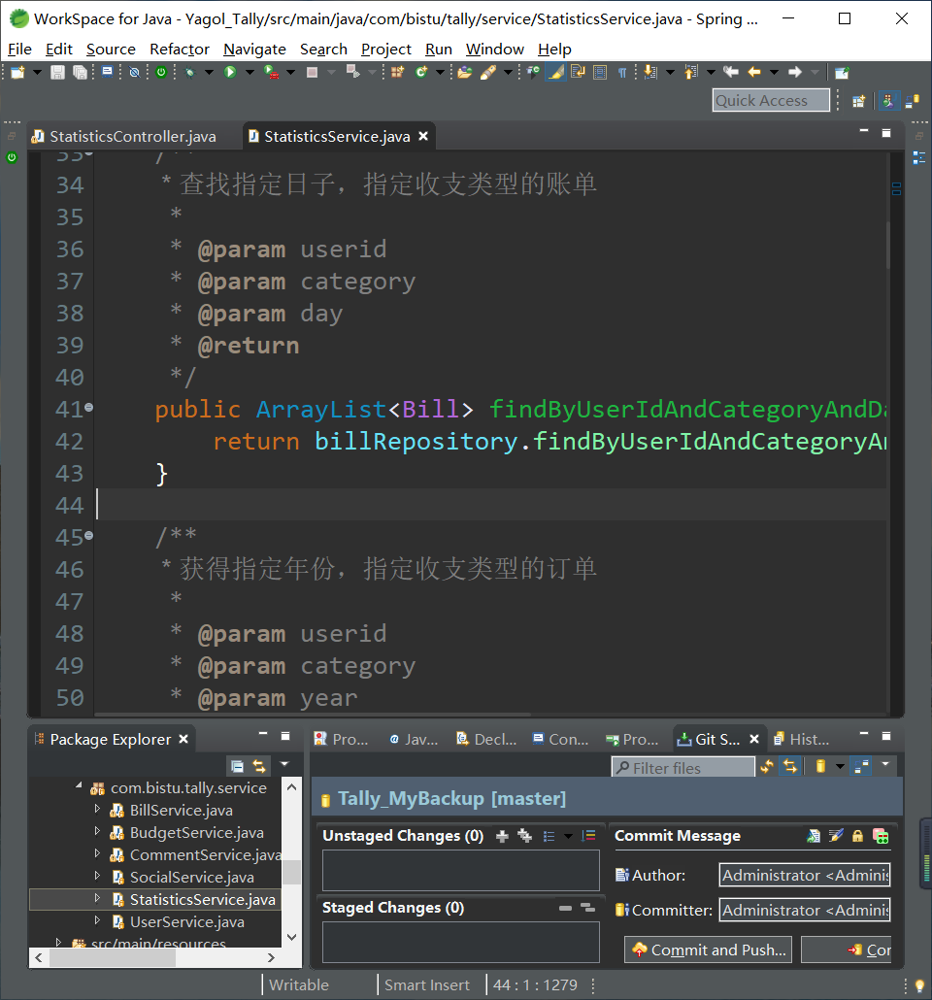 WorkSpace for Java - Yagol_Tally/src/main/java/com/bistu/tally/service/StatisticsService.java - Spring ...
File Edit Source Refactor Navigate Search Project Run Window Help
Quick Access
StatisticsController.java StatisticsService.java
33 /**
34 * 查找指定日子，指定收支类型的账单
35 *
36 * @param userid
37 * @param category
38 * @param day
39 * @return
40 */
41 public ArrayList<Bill> findByUserIdAndCategoryAndDa
42 return billRepository.findByUserIdAndCategoryAn
43 }
44
45 /**
46 * 获得指定年份，指定收支类型的订单
47 *
48 * @param userid
49 * @param category
50 * @param year
Package Explorer
com.bistu.tally.service
BillService.java
BudgetService.java
CommentService.java
SocialService.java
StatisticsService.java
UserService.java
src/main/resources
Pro... Jav... Decl... Con... Pro... Git S... Hist...
Filter files
Tally_MyBackup [master]
Unstaged Changes (0)
Staged Changes (0)
Commit Message
Author: Administrator <Adminis
Committer: Administrator <Adminis
Commit and Push... Cor
Writable Smart Insert 44 : 1 : 1279